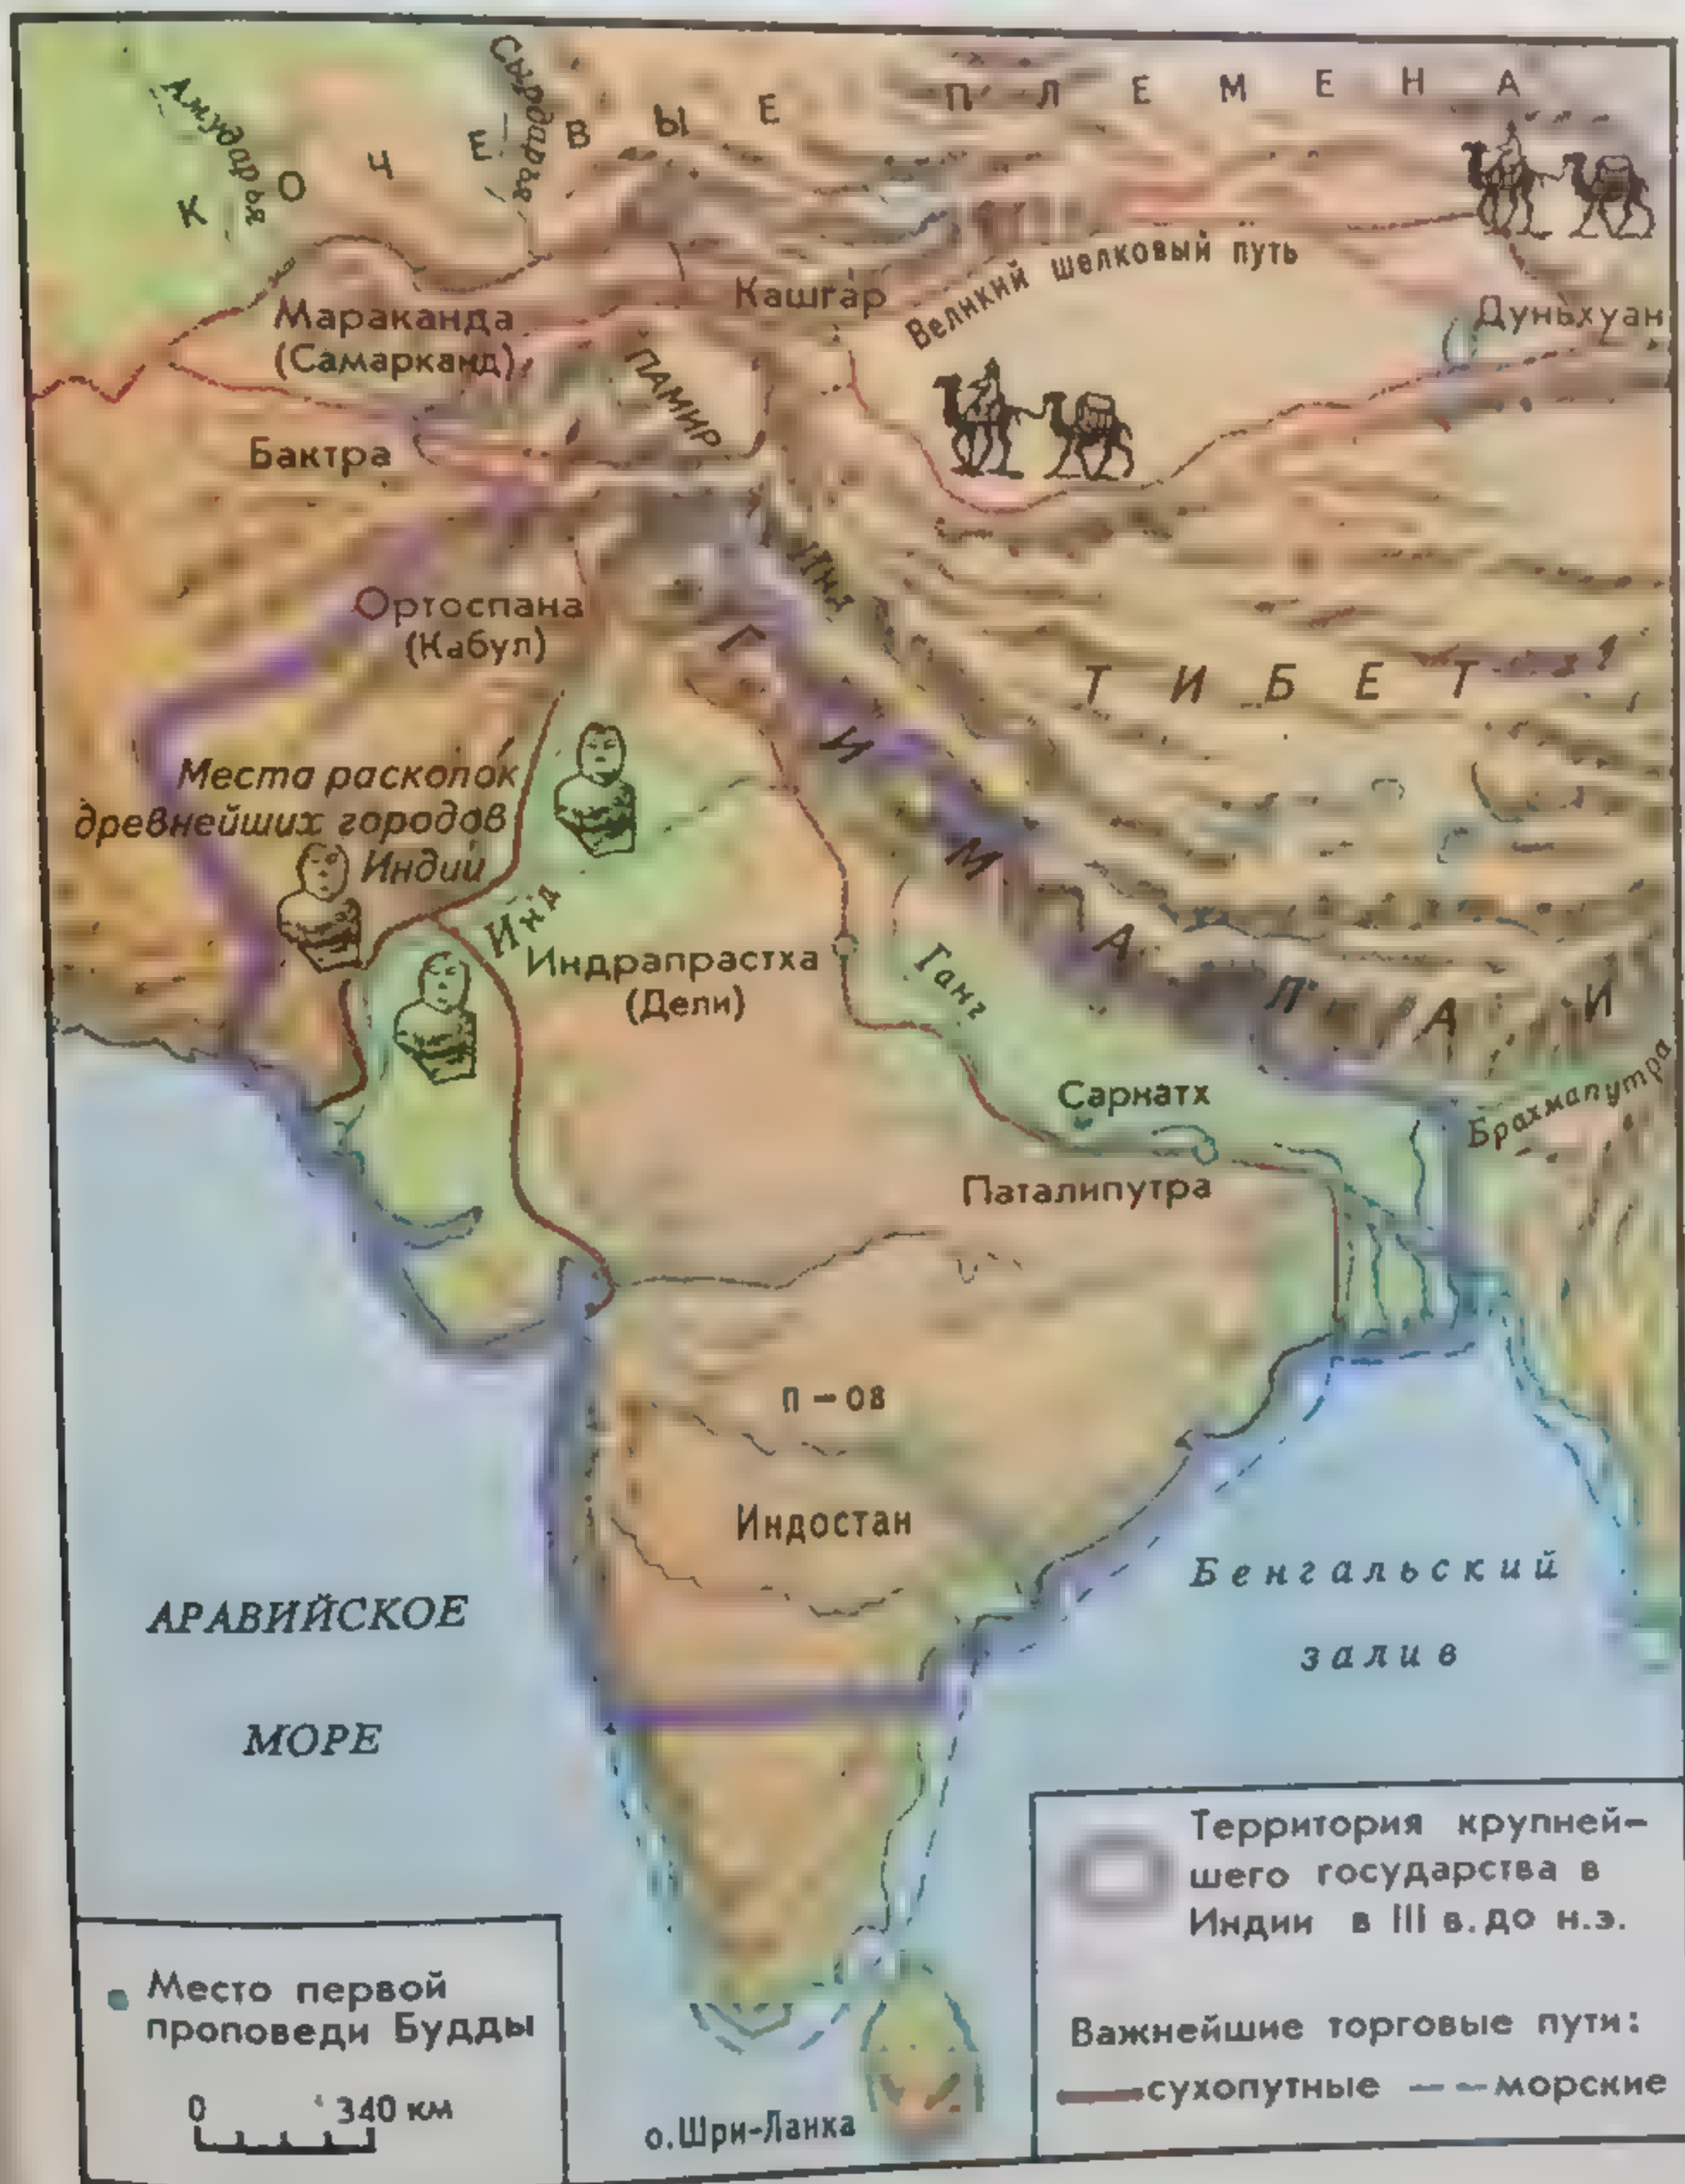 КОЧЕВЫЕ ПЛЕМЕНА
Амударья
Сырдарья
Великий шелковый путь
Кашгар
Дуньхуан
Мараканда
(Самарканд)
ПАМИР
Бактра
Инд
Ортоспана
(Кабул)
ТИБЕТ
ГИМАЛАИ
Места раскопок
древнейших городов
Индии
Инд
Индрапрастха
(Дели)
Ганг
Сарнатх
Брахмапутра
Паталипутра
П-ОВ
Индостан
Бенгальский
залив
АРАВИЙСКОЕ
МОРЕ
Территория крупней-
шего государства в
Индии в III в. до н.э.
Важнейшие торговые пути:
сухопутные
морские
Место первой
проповеди Будды
0 340 км
о. Шри-Ланка